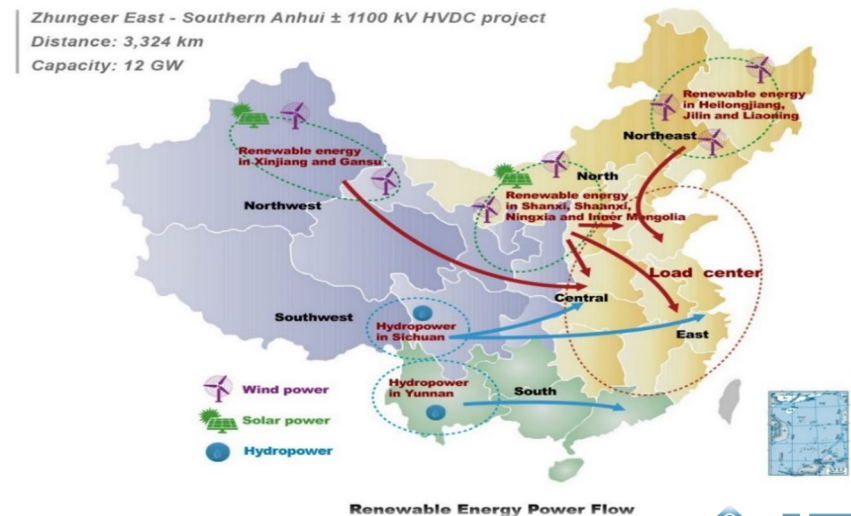 Zhungeer East - Southern Anhui ± 1100 kV HVDC project
Distance: 3,324 km
Capacity: 12 GW
Renewable energy
in Heilongjiang,
Jilin and Liaoning
Northeast
Renewable energy
in Xinjiang and Gansu
Northwest
North
Renewable energy
in Shanxi, Shaanxi,
Ningxia and Inner Mongolia
Load center
Central
Southwest
Hydropower
in Sichuan
East
Hydropower
in Yunnan
South
Wind power
Solar power
Hydropower
Renewable Energy Power Flow